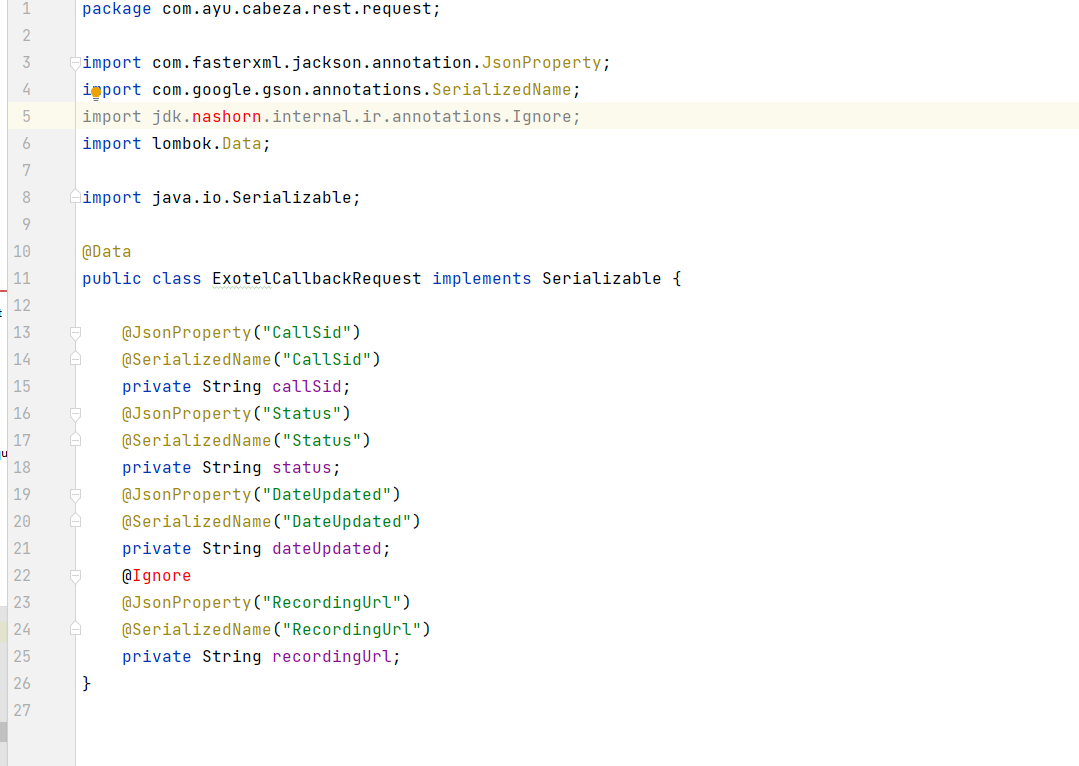 1 package com.ayu.cabeza.rest.request;
2
3 import com.fasterxml.jackson.annotation.JsonProperty;
4 import com.google.gson.annotations.SerializedName;
5 import jdk.nashorn.internal.ir.annotations.Ignore;
6 import lombok.Data;
7
8 import java.io.Serializable;
9
10 @Data
11 public class ExotelCallbackRequest implements Serializable {
12
13 @JsonProperty("CallSid")
14 @SerializedName("CallSid")
15 private String callSid;
16 @JsonProperty("Status")
17 @SerializedName("Status")
18 private String status;
19 @JsonProperty("DateUpdated")
20 @SerializedName("DateUpdated")
21 private String dateUpdated;
22 @Ignore
23 @JsonProperty("RecordingUrl")
24 @SerializedName("RecordingUrl")
25 private String recordingUrl;
26 }
27